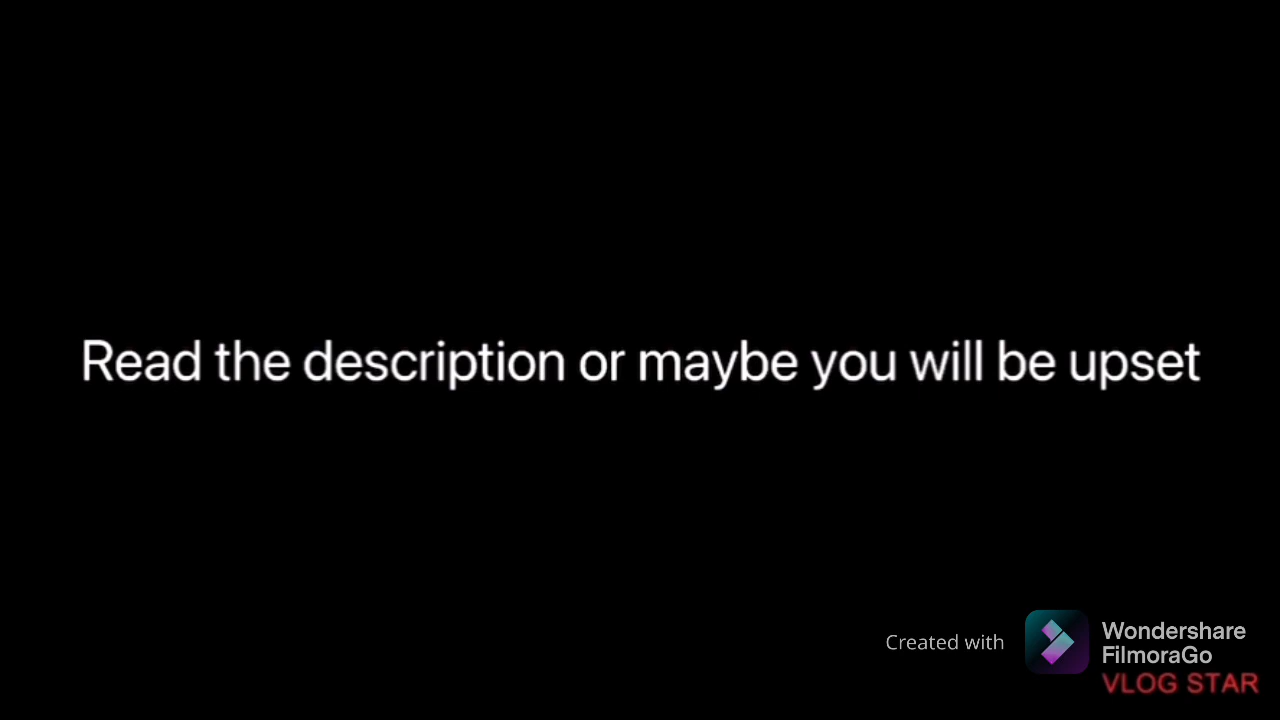 Read the description or maybe you will be upset
Created with
Wondershare
FilmoraGo
VLOG STAR